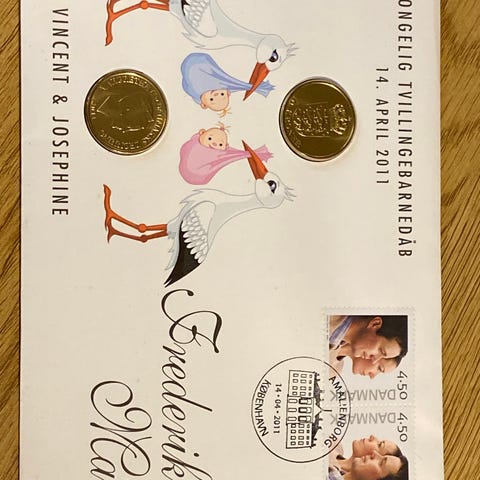 ONGELIG TVILLINGEBARNEDÅB
14. APRIL 2011
VINCENT & JOSEPHINE
Frederik
Ma
AMALIENBORG
14-04-2011
KØBENHAVN
4.50
DANMARK
4.50
DANMARK